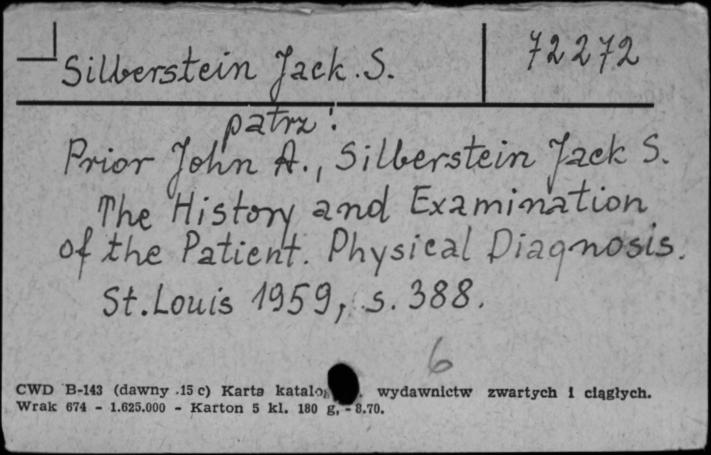 Silberstein Jack.S. 72272
patrz:
Prior John A., Silberstein Jack S.
The History and Examination
of the Patient. Physical Diagnosis.
St.Louis 1959, s. 388.
6
CWD B-143 (dawny .15 c) Karta katalog wydawnictw zwartych i ciągłych.
Wrak 674 - 1.625.000 - Karton 5 kl. 180 g, - 8.70.